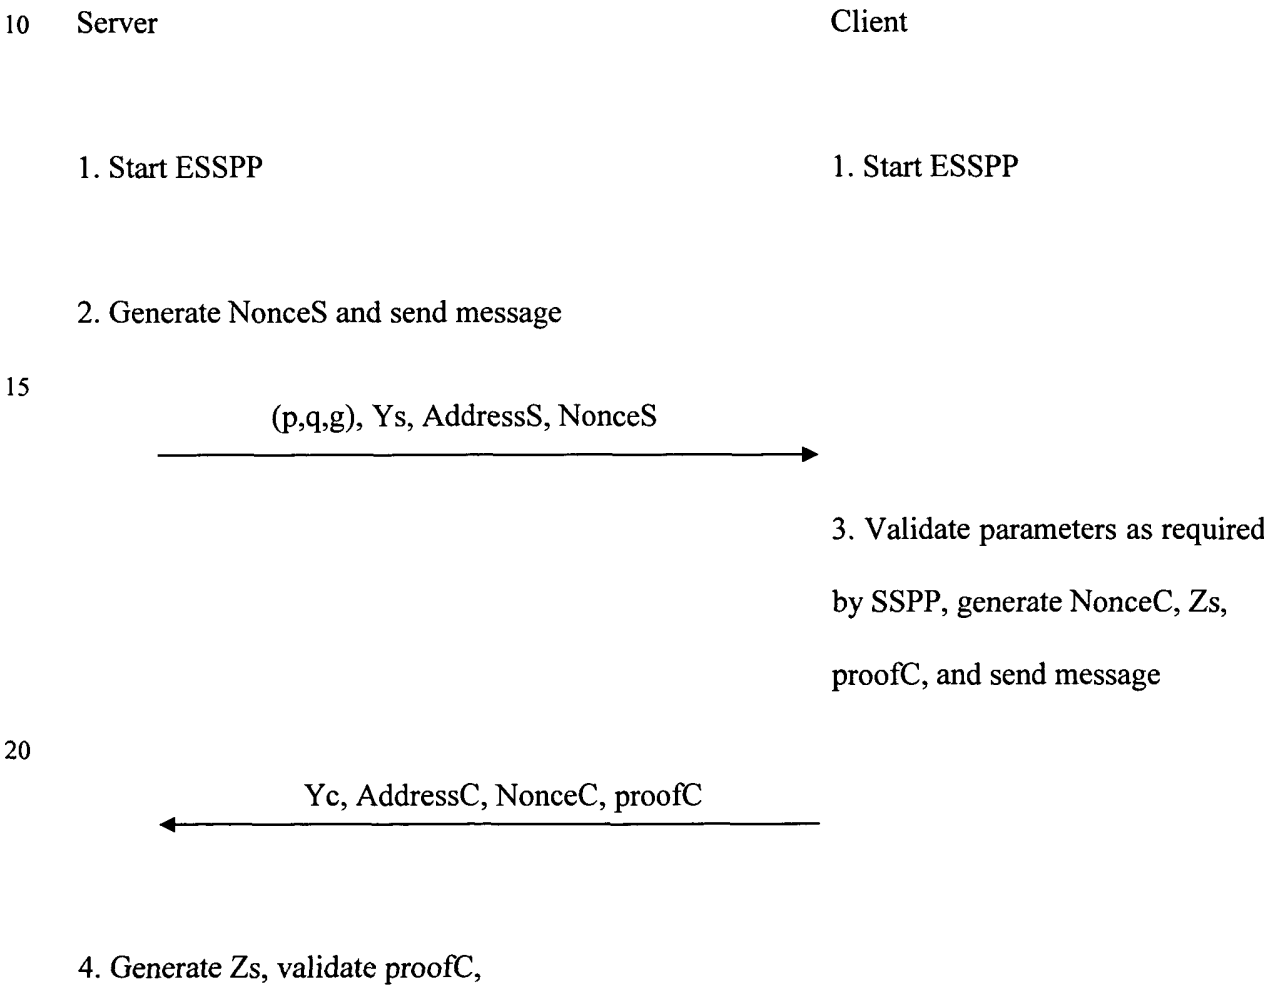 10 Server Client
1. Start ESSPP 1. Start ESSPP
2. Generate NonceS and send message
15
(p,q,g), Ys, AddressS, NonceS
3. Validate parameters as required
by SSPP, generate NonceC, Zs,
proofC, and send message
20
Yc, AddressC, NonceC, proofC
4. Generate Zs, validate proofC,